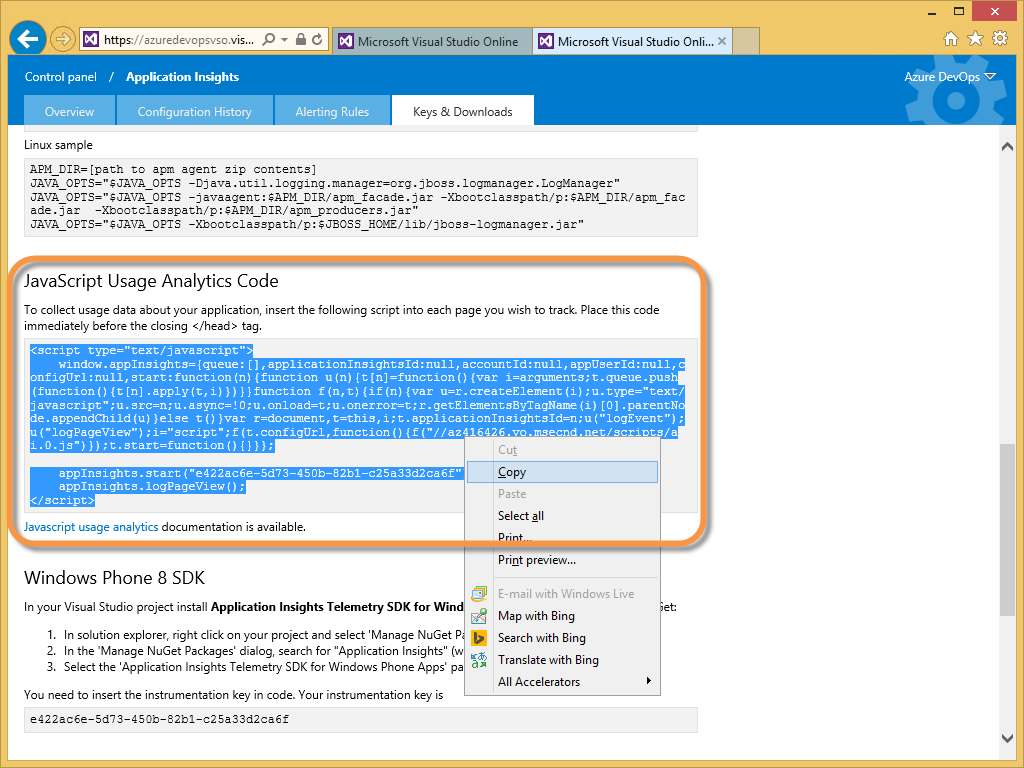 https://azuredevopsvso.vis...
Microsoft Visual Studio Online
Microsoft Visual Studio Onli...
Control panel / Application Insights
Azure DevOps
Overview
Configuration History
Alerting Rules
Keys & Downloads
Linux sample
APM_DIR=[path to apm agent zip contents]
JAVA_OPTS="$JAVA_OPTS -Djava.util.logging.manager=org.jboss.logmanager.LogManager"
JAVA_OPTS="$JAVA_OPTS -javaagent:$APM_DIR/apm_facade.jar -Xbootclasspath/p:$APM_DIR/apm_fac
ade.jar -Xbootclasspath/p:$APM_DIR/apm_producers.jar"
JAVA_OPTS="$JAVA_OPTS -Xbootclasspath/p:$JBOSS_HOME/lib/jboss-logmanager.jar"
JavaScript Usage Analytics Code
To collect usage data about your application, insert the following script into each page you wish to track. Place this code
immediately before the closing </head> tag.
<script type="text/javascript">
window.appInsights={queue:[],applicationInsightsId:null,accountId:null,appUserId:null,c
onfigUrl:null,start:function(n){function u(n){t[n]=function(){var i=arguments;t.queue.push
(function(){t[n].apply(t,i)})}}function f(n,t){if(n){var u=r.createElement(i);u.type="text/
javascript";u.src=n;u.async=!0;u.onload=t;u.onerror=t;r.getElementsByTagName(i)[0].parentNo
de.appendChild(u)}else t()}var r=document,t=this,i;t.applicationInsightsId=n;u("logEvent");
u("logPageView");i="script";f(t.configUrl,function(){f("//az416426.vo.msecnd.net/scripts/a
i.0.js")});t.start=function(){}}};
appInsights.start("e422ac6e-5d73-450b-82b1-c25a33d2ca6f"
appInsights.logPageView();
</script>
Javascript usage analytics documentation is available.
Cut
Copy
Paste
Select all
Print...
Print preview...
E-mail with Windows Live
Map with Bing
Search with Bing
Translate with Bing
All Accelerators
Windows Phone 8 SDK
In your Visual Studio project install Application Insights Telemetry SDK for Wind Get:
1. In solution explorer, right click on your project and select 'Manage NuGet Pa
2. In the 'Manage NuGet Packages' dialog, search for "Application Insights" (w
3. Select the 'Application Insights Telemetry SDK for Windows Phone Apps' pa
You need to insert the instrumentation key in code. Your instrumentation key is
e422ac6e-5d73-450b-82b1-c25a33d2ca6f